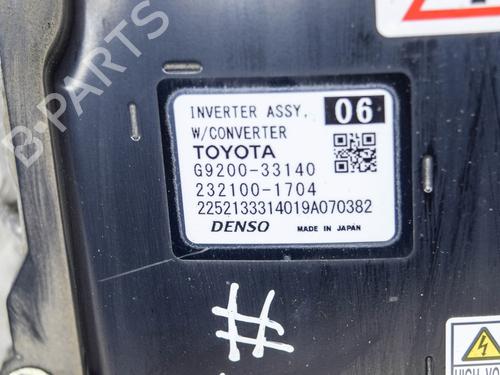 INVERTER ASSY, 06
W/CONVERTER
TOYOTA
G9200-33140
232100-1704
2252133314019A070382
DENSO MADE IN JAPAN
#
B-PARTS